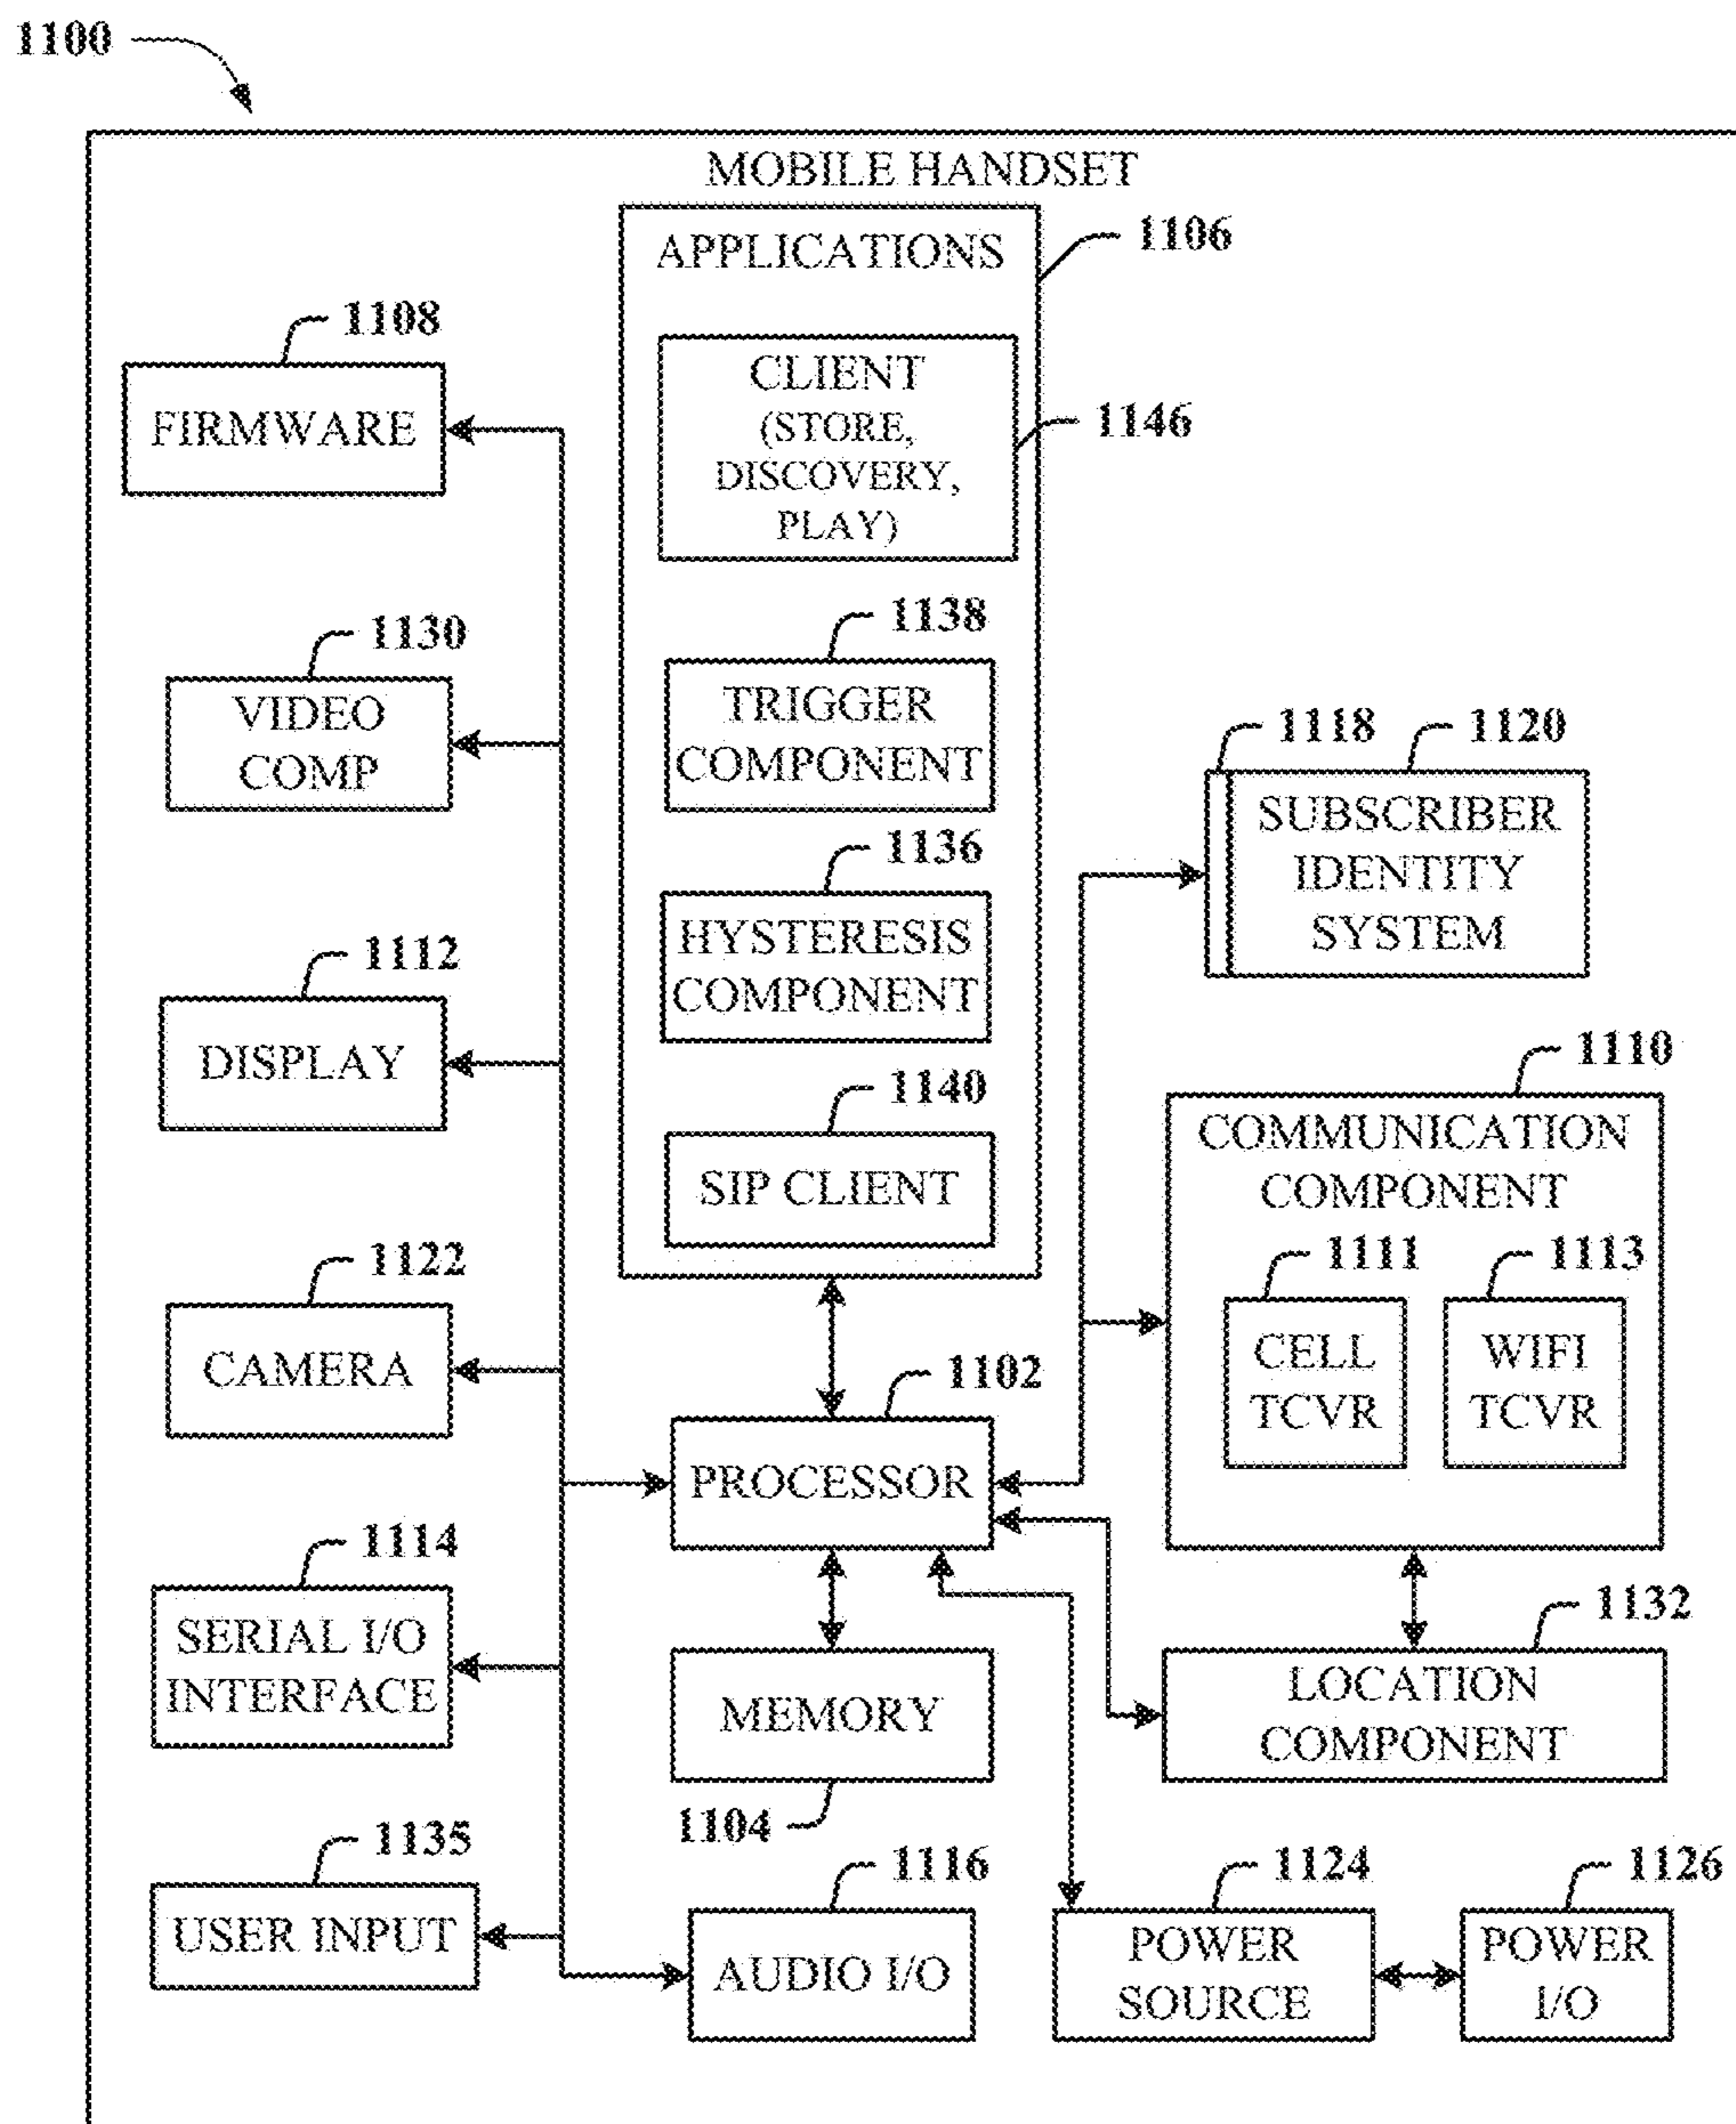 1100
MOBILE HANDSET
APPLICATIONS
1106
CLIENT
(STORE,
DISCOVERY,
PLAY)
1146
1138
TRIGGER
COMPONENT
1136
HYSTERESIS
COMPONENT
1140
SIP CLIENT
1108
FIRMWARE
1130
VIDEO
COMP
1112
DISPLAY
1122
CAMERA
1114
SERIAL I/O
INTERFACE
1135
USER INPUT
1102
PROCESSOR
MEMORY
1104
1116
AUDIO I/O
1118
1120
SUBSCRIBER
IDENTITY
SYSTEM
1110
COMMUNICATION
COMPONENT
1111
CELL
TCVR
1113
WIFI
TCVR
1132
LOCATION
COMPONENT
1124
POWER
SOURCE
1126
POWER
I/O